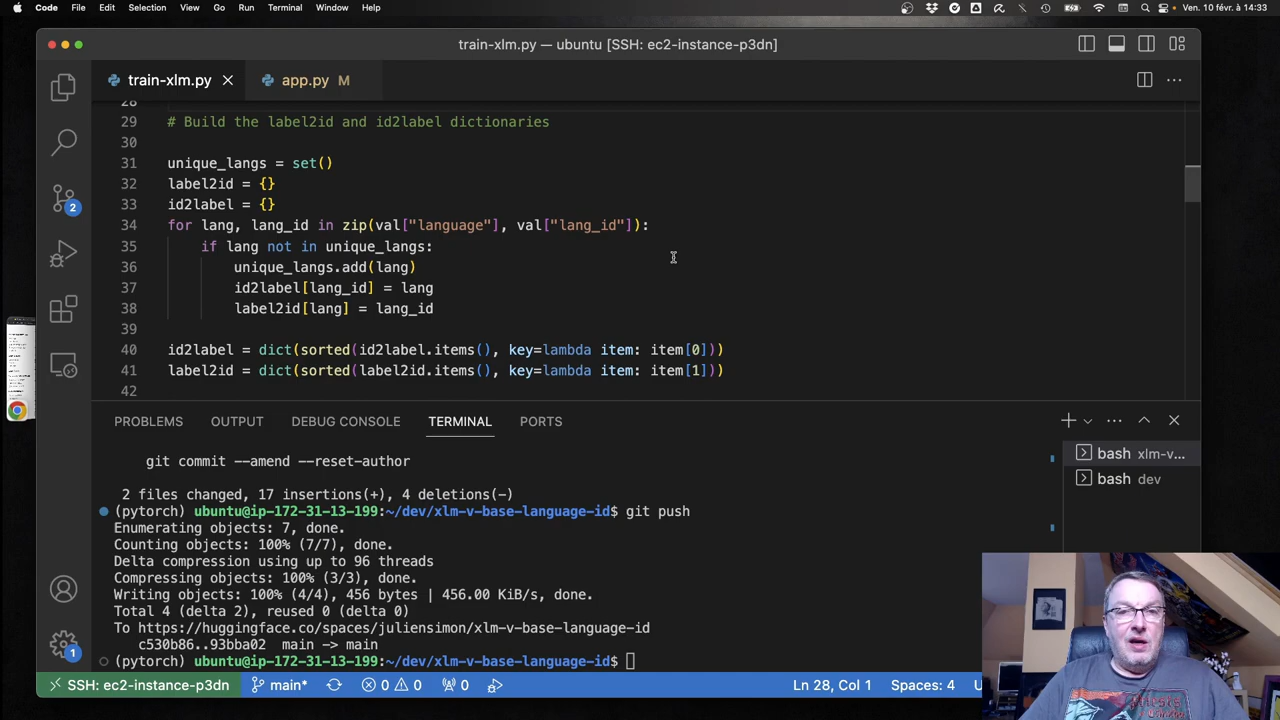 Code File Edit Selection View Go Run Terminal Window Help Ven. 10 févr à 14:33
train-xlm.py — ubuntu [SSH: ec2-instance-p3dn]
train-xlm.py app.py M
28
29 # Build the label2id and id2label dictionaries
30
31 unique_langs = set()
32 label2id = {}
33 id2label = {}
34 for lang, lang_id in zip(val["language"], val["lang_id"]):
35 if lang not in unique_langs:
36 unique_langs.add(lang)
37 id2label[lang_id] = lang
38 label2id[lang] = lang_id
39
40 id2label = dict(sorted(id2label.items(), key=lambda item: item[0]))
41 label2id = dict(sorted(label2id.items(), key=lambda item: item[1]))
42
2
PROBLEMS OUTPUT DEBUG CONSOLE TERMINAL PORTS
git commit --amend --reset-author
2 files changed, 17 insertions(+), 4 deletions(-)
(pytorch) ubuntu@ip-172-31-13-199:~/dev/xlm-v-base-language-id$ git push
Enumerating objects: 7, done.
Counting objects: 100% (7/7), done.
Delta compression using up to 96 threads
Compressing objects: 100% (3/3), done.
Writing objects: 100% (4/4), 456 bytes | 456.00 KiB/s, done.
Total 4 (delta 2), reused 0 (delta 0)
To https://huggingface.co/spaces/juliensimon/xlm-v-base-language-id
c530b86..93bba02 main -> main
(pytorch) ubuntu@ip-172-31-13-199:~/dev/xlm-v-base-language-id$
bash xlm-v...
bash dev
1
SSH: ec2-instance-p3dn main* 0 0 0 Ln 28, Col 1 Spaces: 4